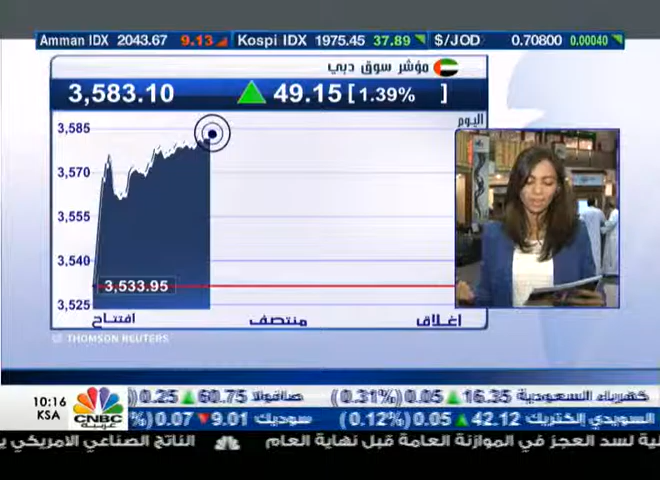 Amman IDX 2043.67 9.13 Kospi IDX 1975.45 37.89 $/JOD 0.70800 0.00040
مؤشر سوق دبي
3,583.10 49.15 [1.39% ]
اليوم
3,585
3,570
3,555
3,540
3,533.95
3,525
افتتاح منتصف إغلاق
THOMSON REUTERS
10:16
KSA
CNBC
عربية
كهرباء السعودية 16.35 0.05 (0.31%) صافولا 60.75 0.25
السويدي إلكتريك 42.12 0.05 (0.12%) سوديك 9.01 0.07
لسد العجز في الموازنة العامة قبل نهاية العام الناتج الصناعي الامريكي